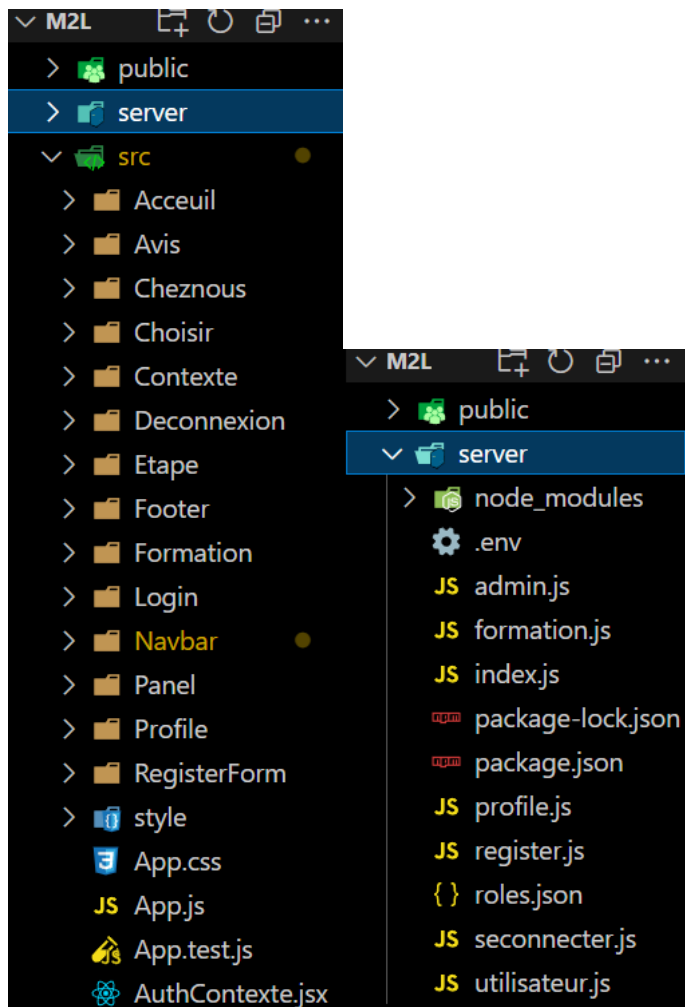 M2L
public
server
src
Acceuil
Avis
Cheznous
Choisir
Contexte
Deconnexion
Etape
Footer
Formation
Login
Navbar
Panel
Profile
RegisterForm
style
App.css
JS App.js
App.test.js
AuthContexte.jsx
M2L
public
server
node_modules
.env
JS admin.js
JS formation.js
JS index.js
package-lock.json
package.json
JS profile.js
JS register.js
{ } roles.json
JS seconnecter.js
JS utilisateur.js